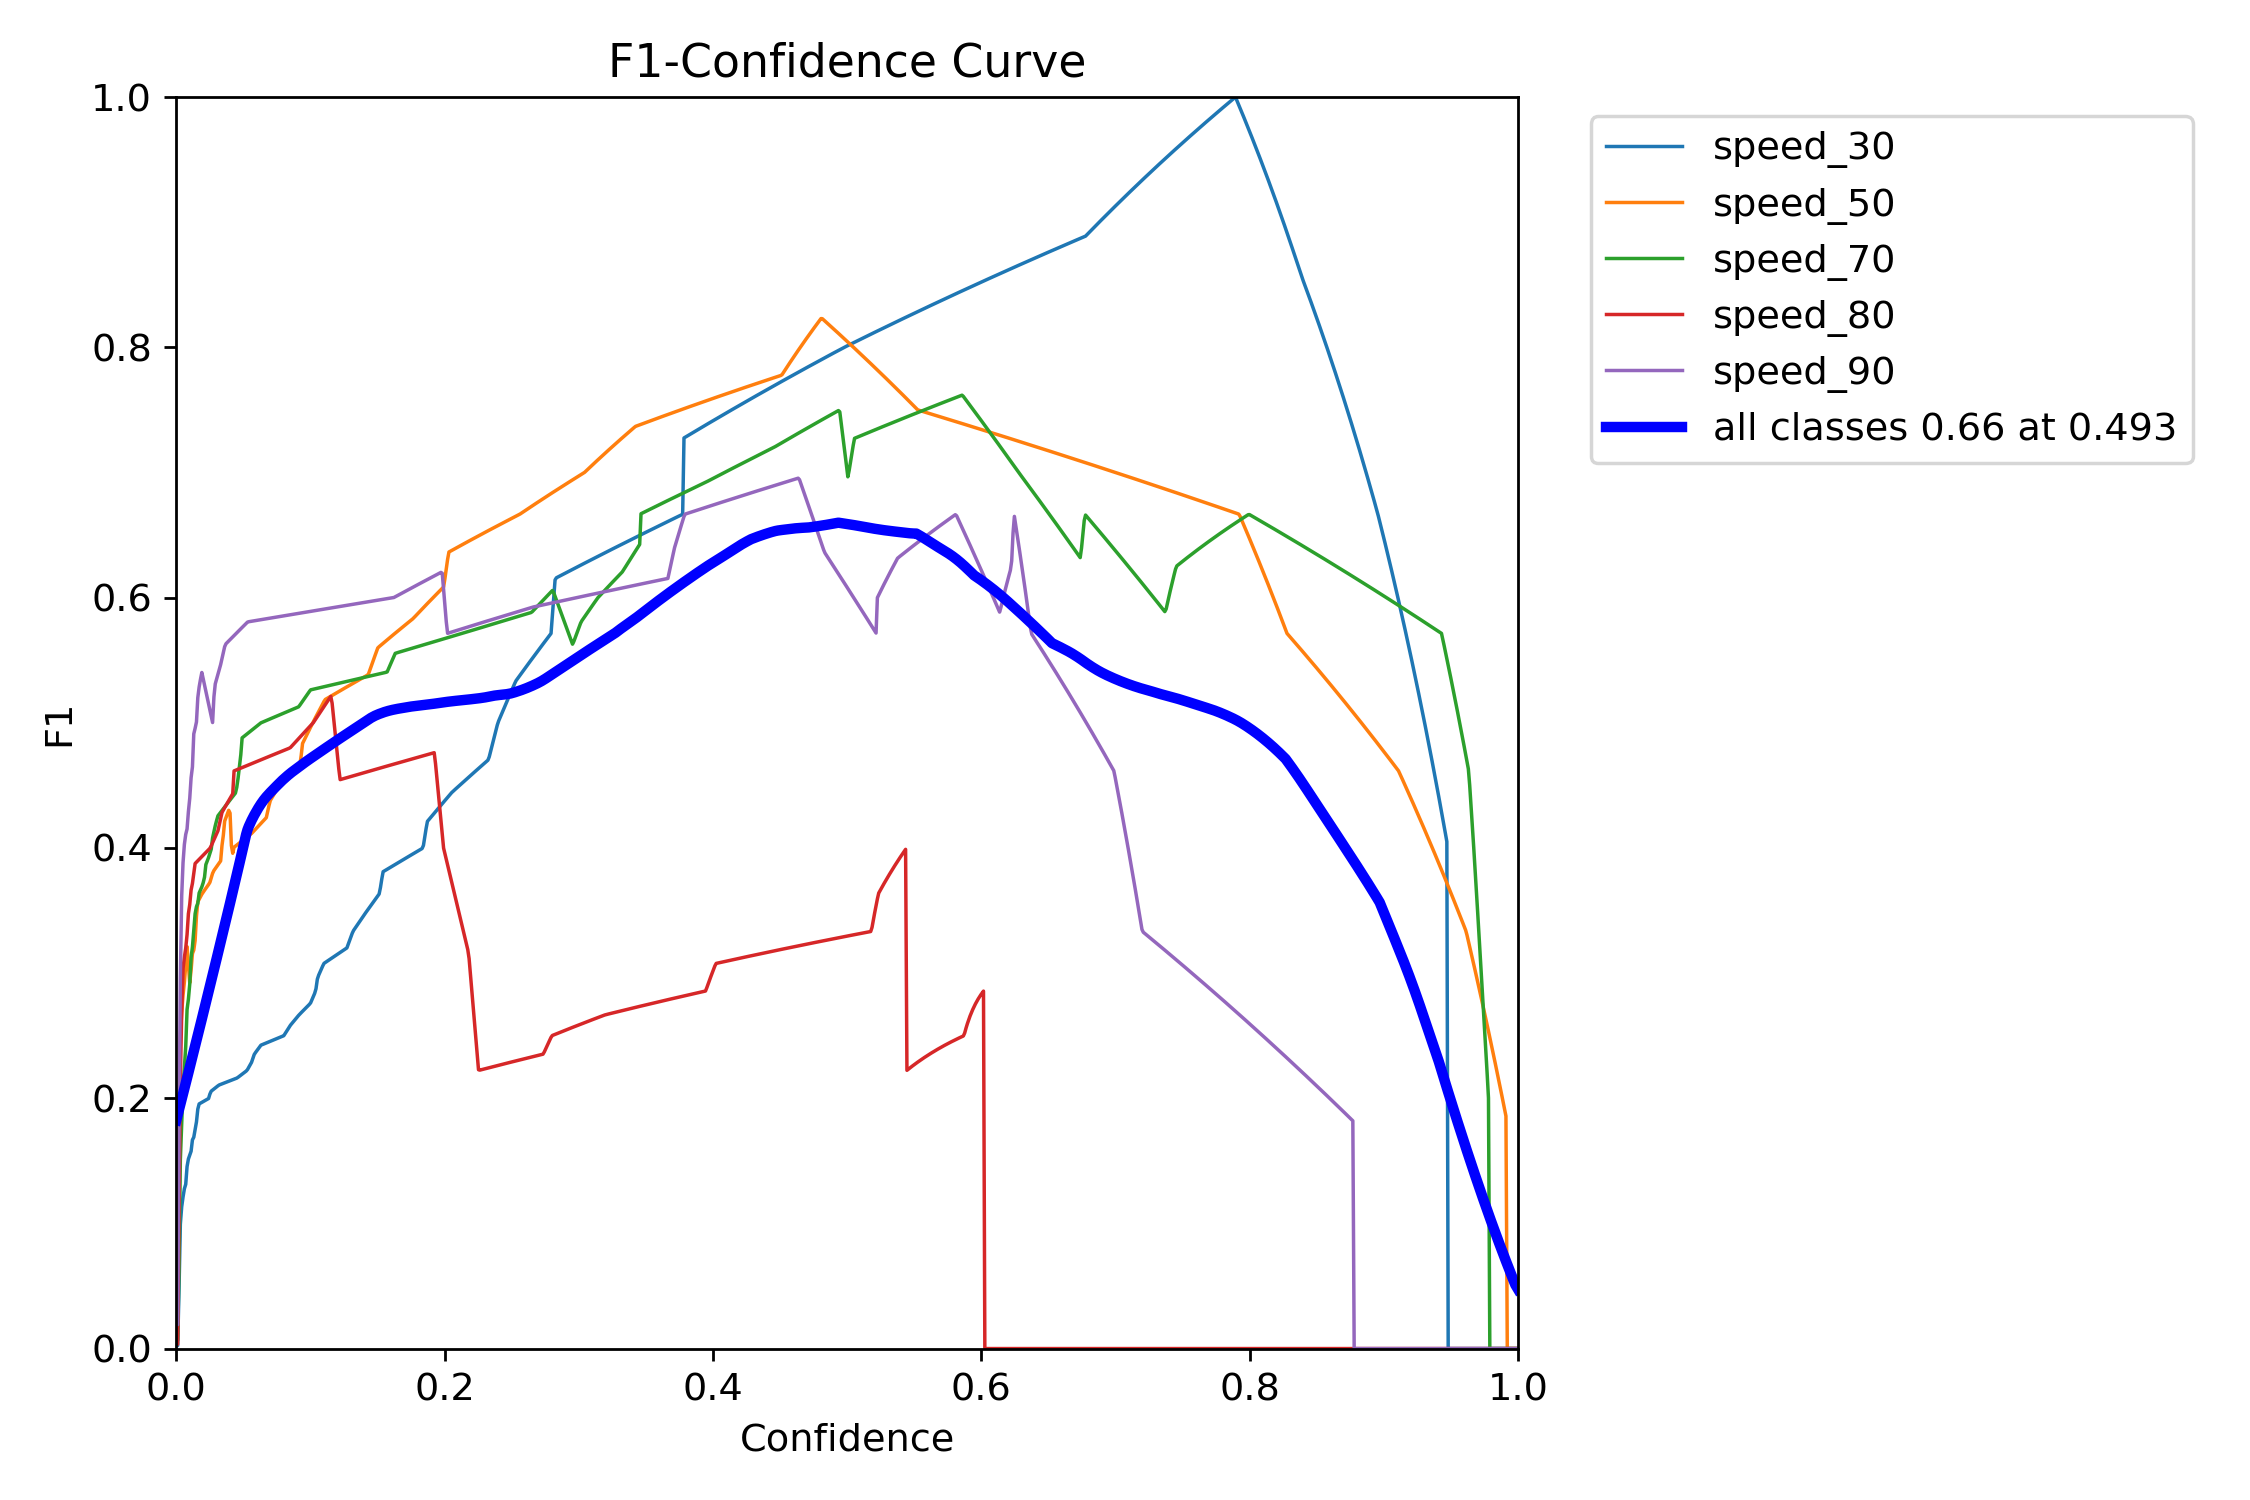 F1-Confidence Curve
1.0
0.8
0.6
0.4
0.2
0.0
F1
0.0 0.2 0.4 0.6 0.8 1.0
Confidence
speed_30
speed_50
speed_70
speed_80
speed_90
all classes 0.66 at 0.493